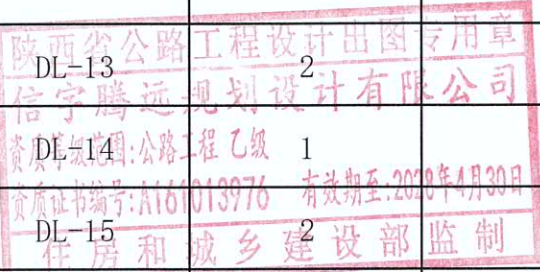 陕西省公路工程设计出图专用章
DL-13 2
信宇腾远规划设计有限公司
DL-14 1
资质等级范围:公路工程 乙级
资质证书编号:A161013976 有效期至:2028年4月30日
DL-15 2
住房和城乡建设部监制